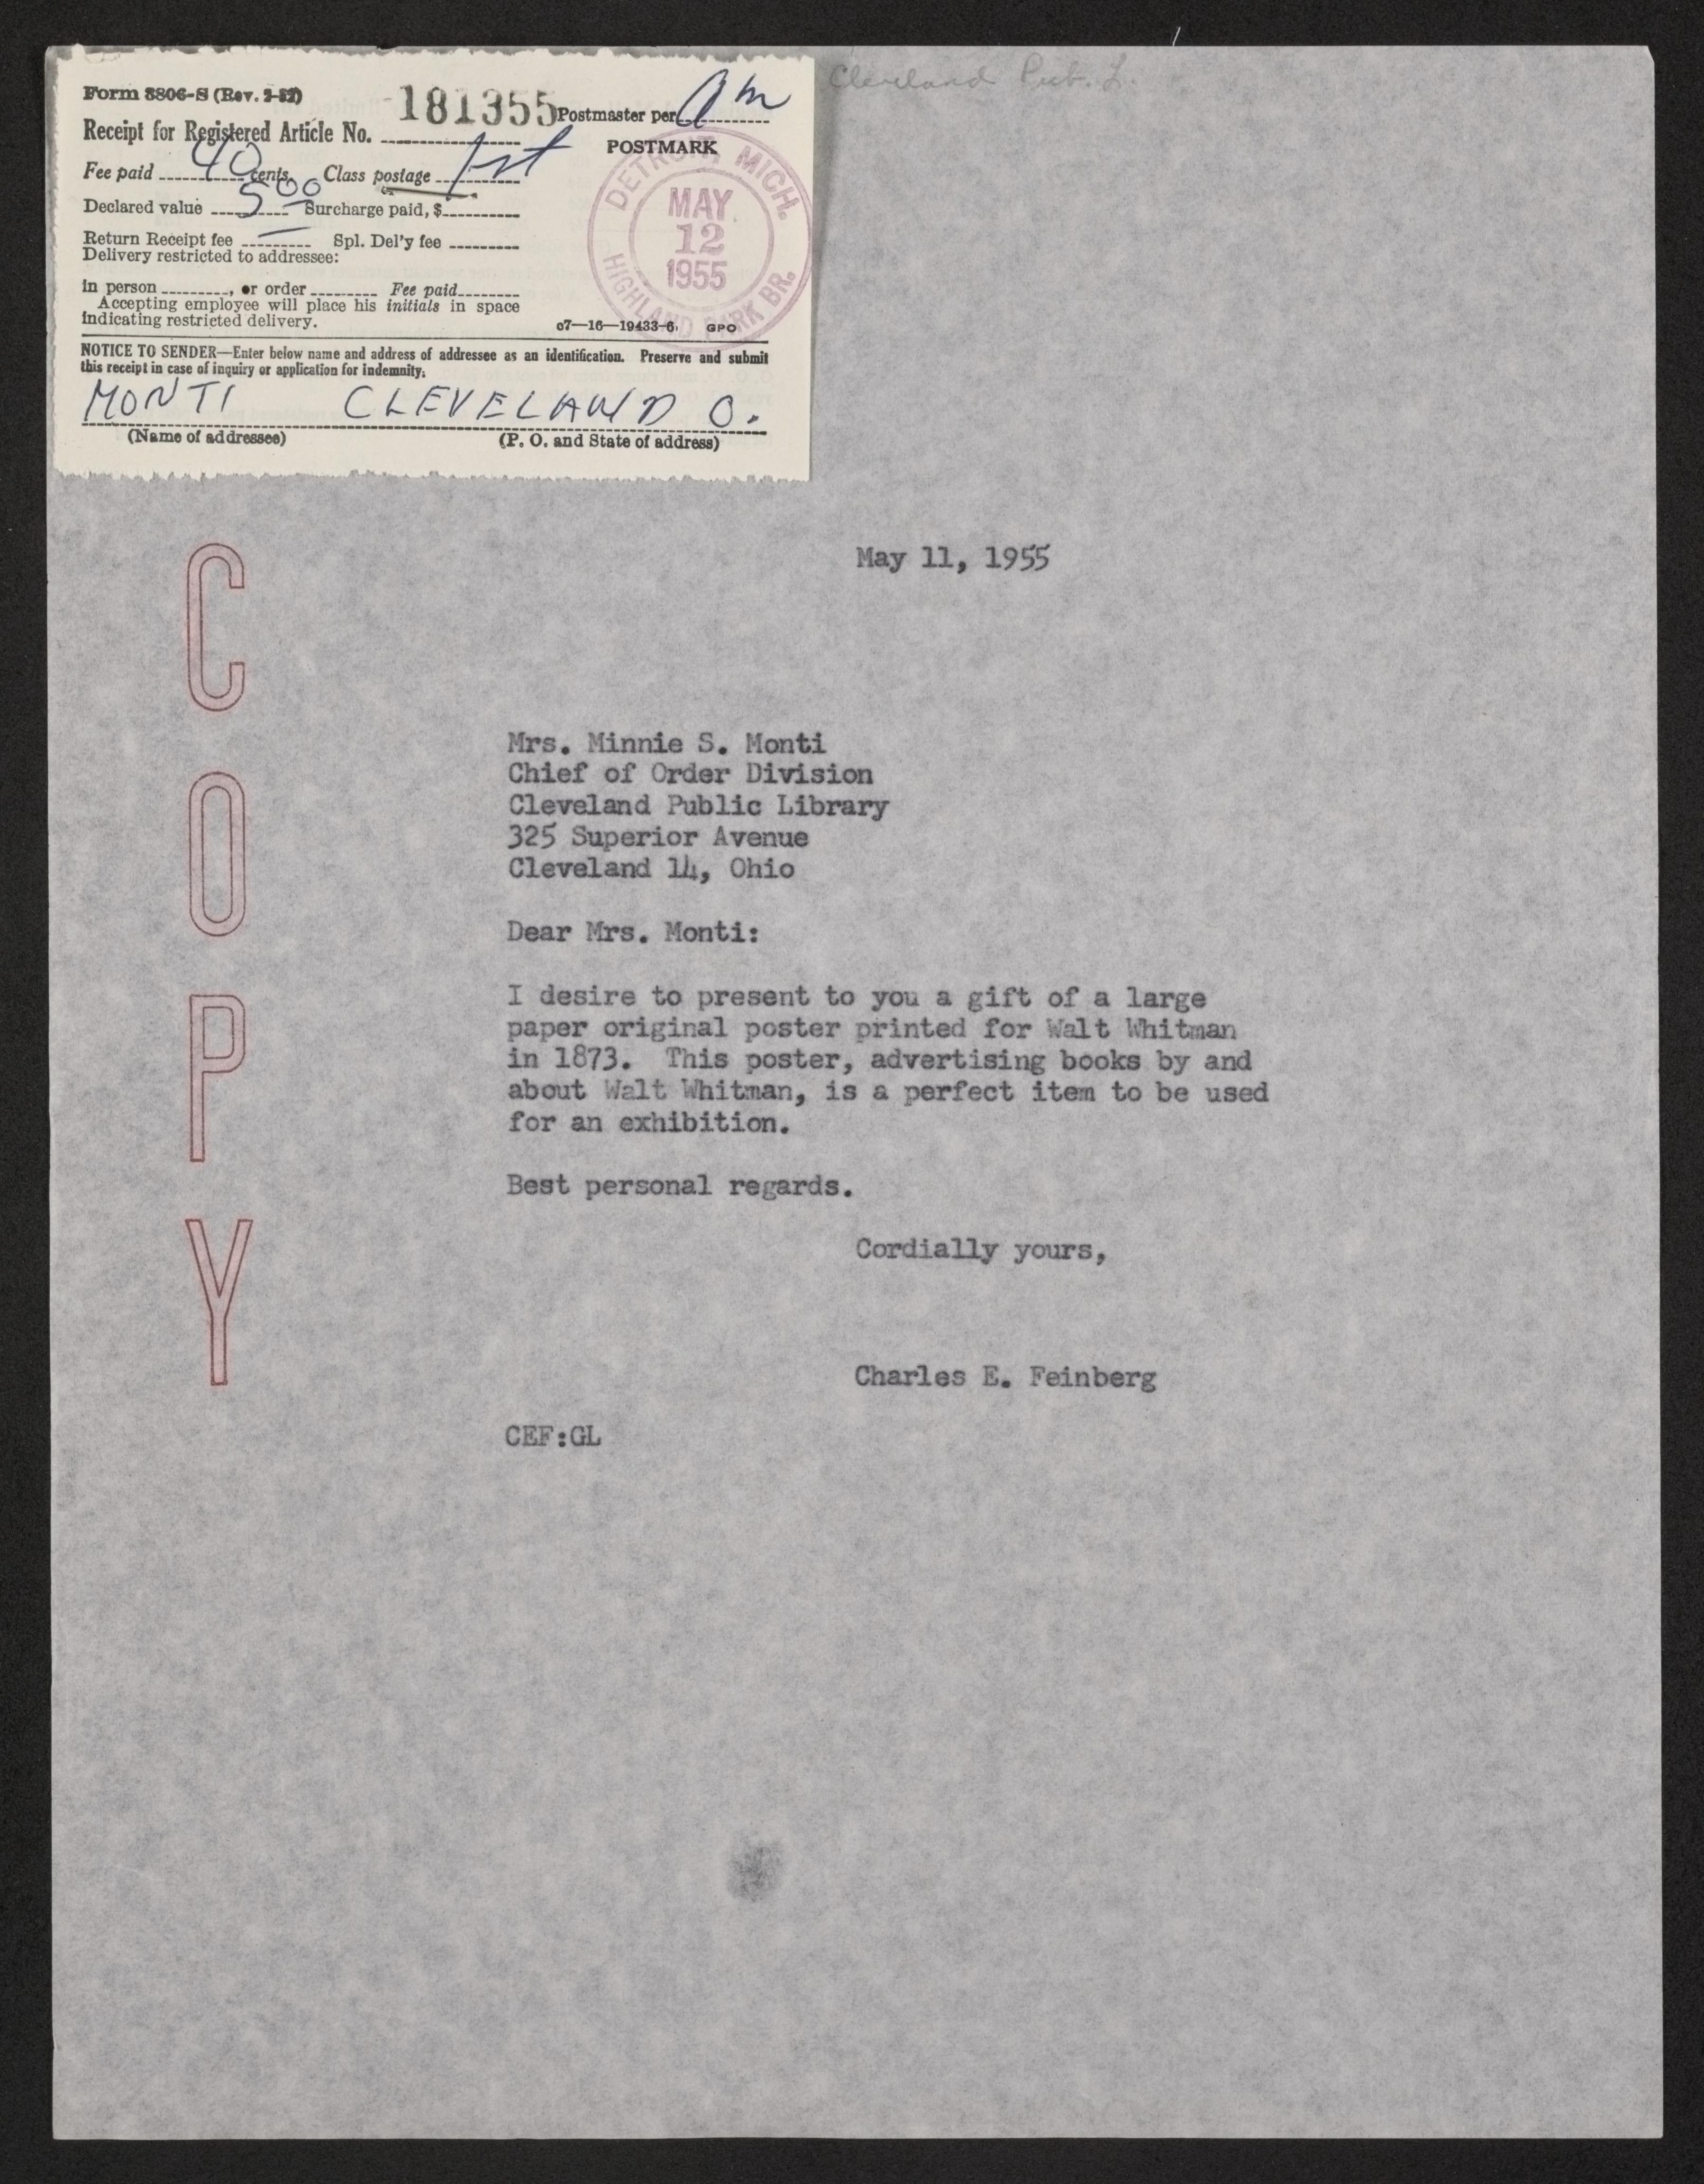 Cleveland Pub. L.
Form 3806-S (Rev. 2-52)
181355
Postmaster per
Receipt for Registered Article No.
POSTMARK
Fee paid 40 cents Class postage 1st
Declared value 5 00 Surcharge paid, $
Return Receipt fee Spl. Del'y fee
Delivery restricted to addressee:
in person , or order Fee paid
Accepting employee will place his initials in space
indicating restricted delivery.
c7—16—19433-6 GPO
DETROIT, MICH.
MAY
12
1955
HIGHLAND PARK BR.
NOTICE TO SENDER—Enter below name and address of addressee as an identification. Preserve and submit
this receipt in case of inquiry or application for indemnity.
MONTI CLEVELAND O.
(Name of addressee) (P. O. and State of address)
COPY
May 11, 1955
Mrs. Minnie S. Monti
Chief of Order Division
Cleveland Public Library
325 Superior Avenue
Cleveland 14, Ohio
Dear Mrs. Monti:
I desire to present to you a gift of a large
paper original poster printed for Walt Whitman
in 1873. This poster, advertising books by and
about Walt Whitman, is a perfect item to be used
for an exhibition.
Best personal regards.
Cordially yours,
Charles E. Feinberg
CEF:GL